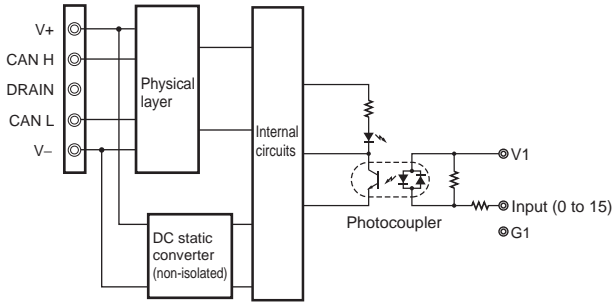 V+
CAN H
DRAIN
CAN L
V–
Physical
layer
Internal
circuits
DC static
converter
(non-isolated)
Photocoupler
V1
Input (0 to 15)
G1